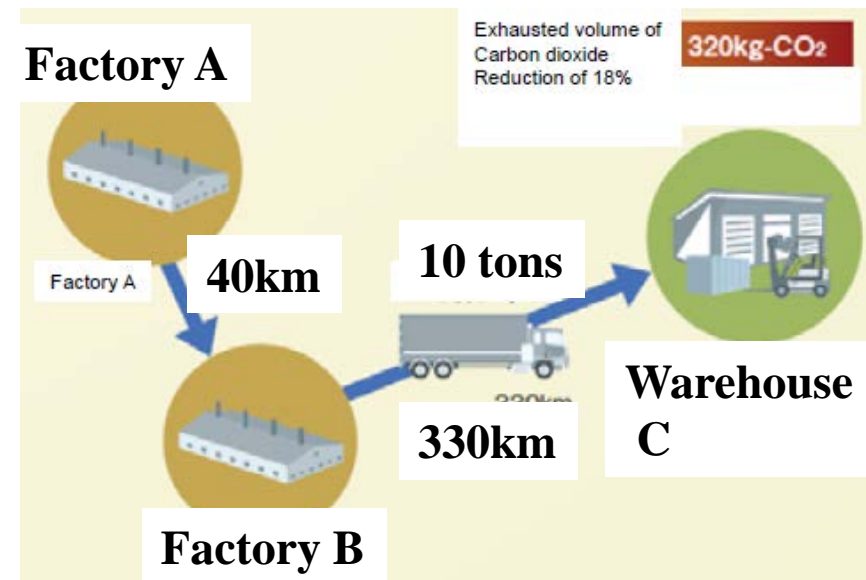 Factory A
Exhausted volume of
Carbon dioxide
Reduction of 18%
320kg-CO₂
Factory A
40km
10 tons
330km
Warehouse
C
Factory B